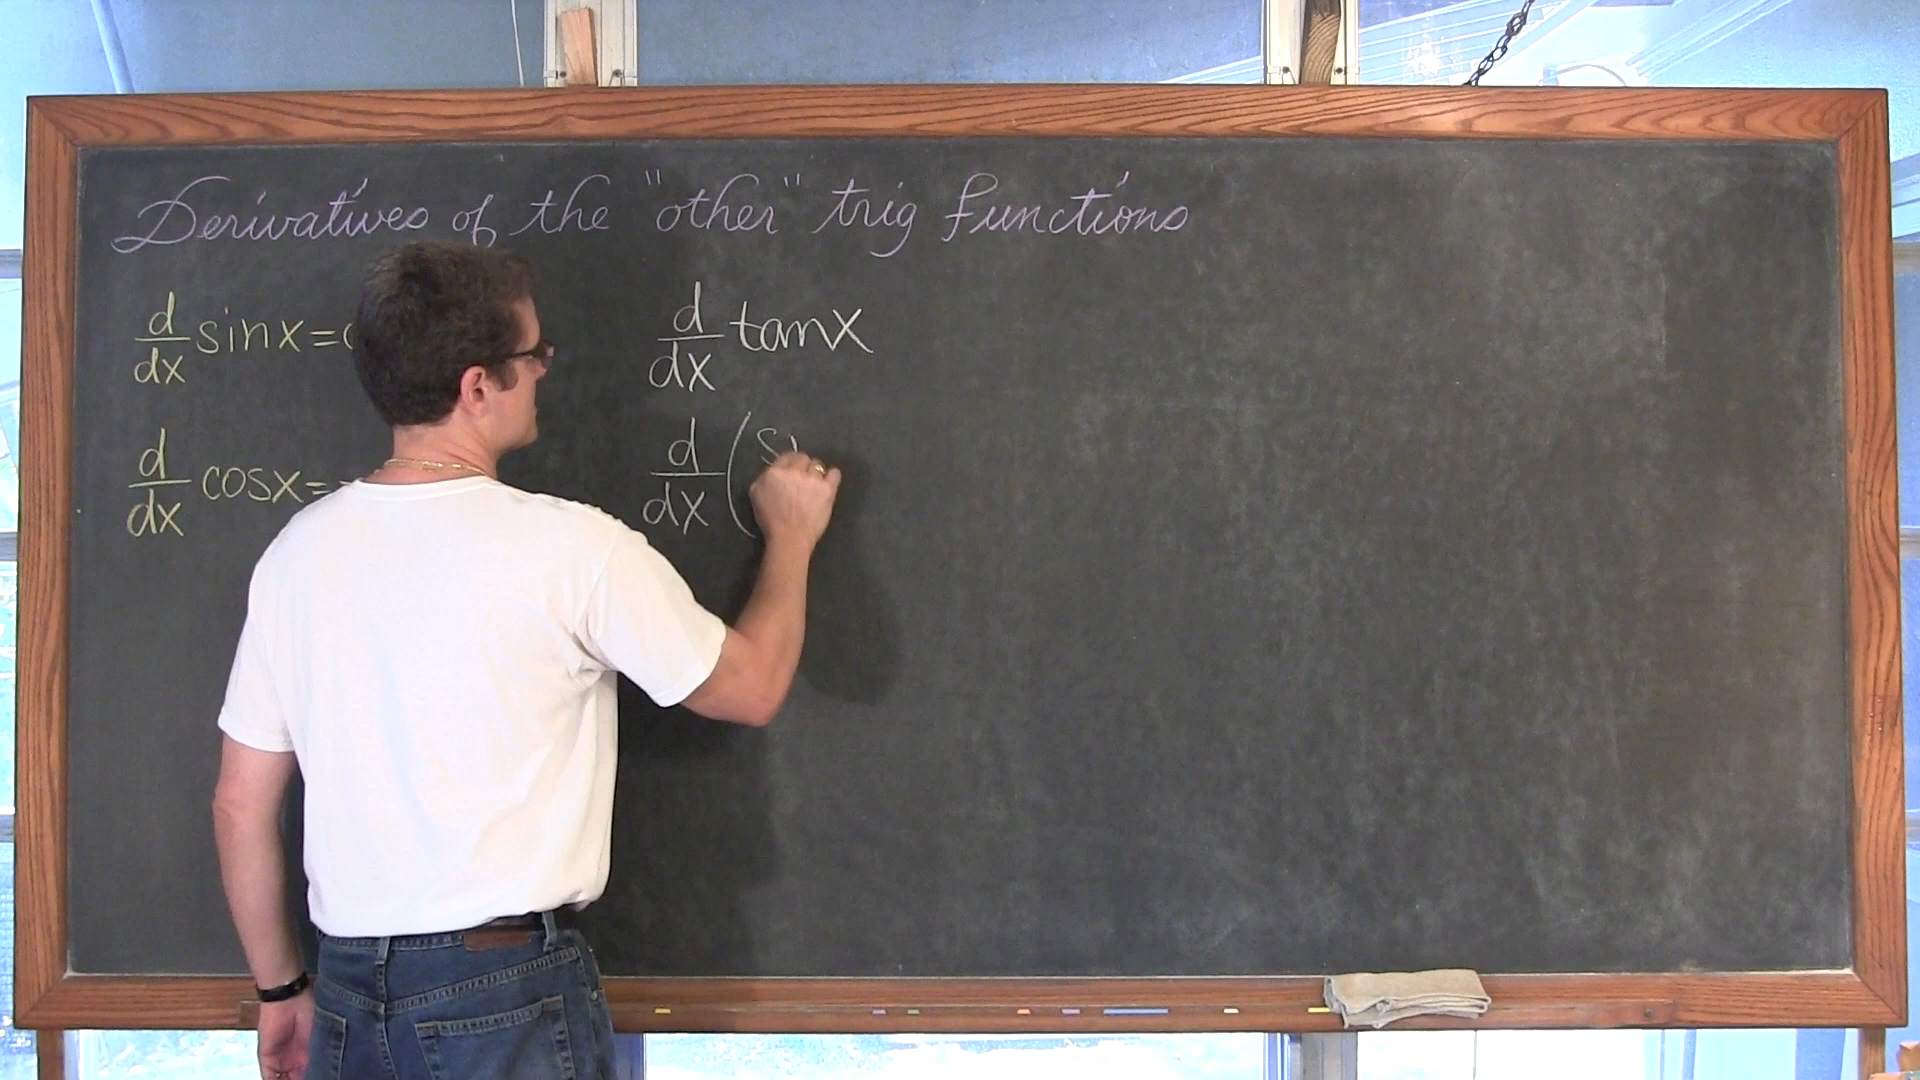 Derivatives of the "other" trig functions
d/dx sinx=
d/dx cosx=
d/dx tanx
d/dx (